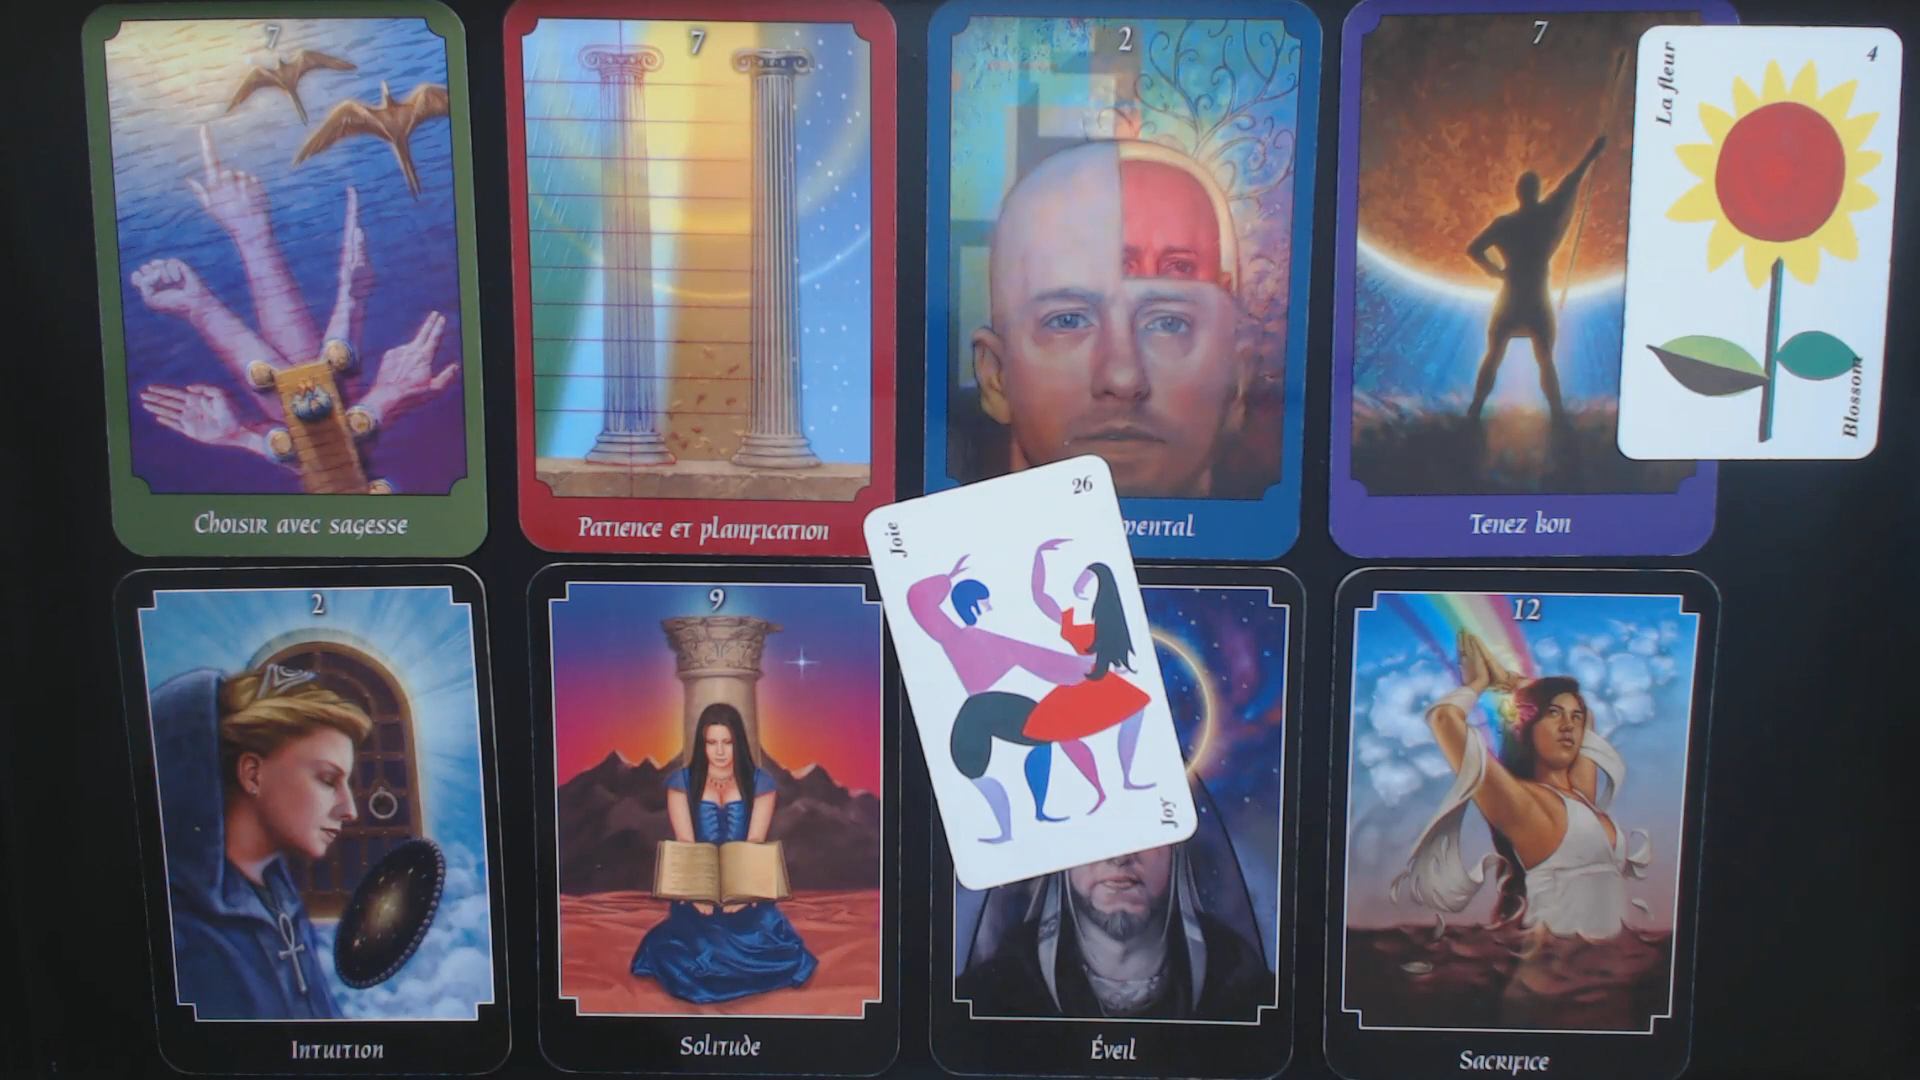 7
Choisir avec sagesse
7
Patience et planification
2
mental
7
Tenez bon
La fleur
4
Blossom
Joie
26
Joy
2
Intuition
9
Solitude
Éveil
12
Sacrifice